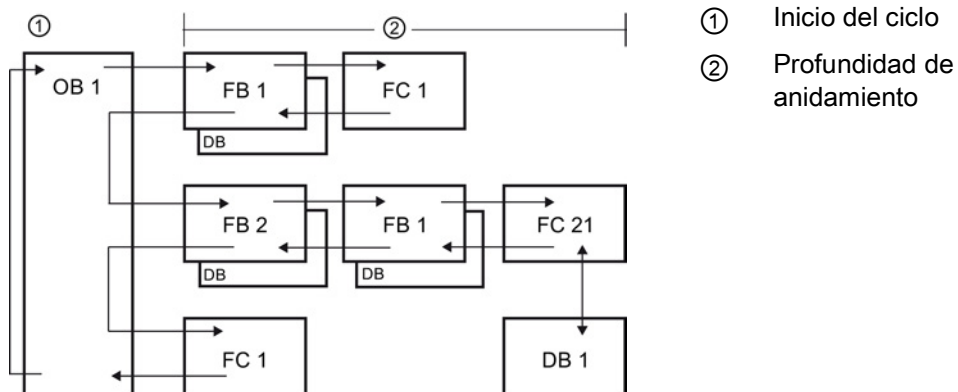 ① ②
① Inicio del ciclo
② Profundidad de
anidamiento
OB 1 FB 1 FC 1
DB
FB 2 FB 1 FC 21
DB DB
FC 1 DB 1